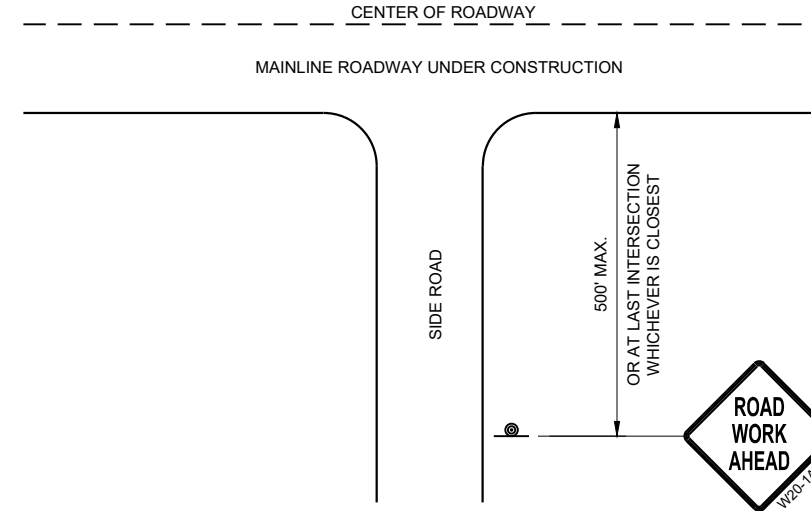 CENTER OF ROADWAY
MAINLINE ROADWAY UNDER CONSTRUCTION
SIDE ROAD
500' MAX.
OR AT LAST INTERSECTION
WHICHEVER IS CLOSEST
ROAD
WORK
AHEAD